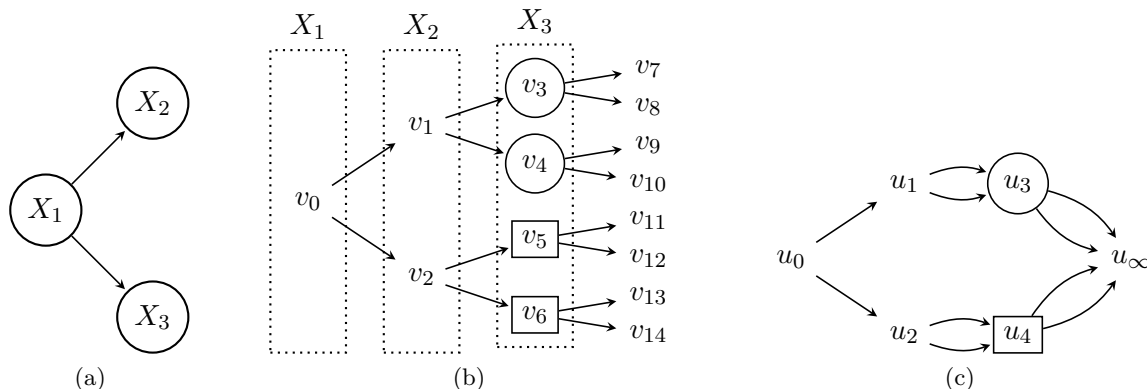 X₁
X₂
X₃
(a)
X₁ X₂ X₃
v₀
v₁
v₂
v₃
v₄
v₅
v₆
v₇
v₈
v₉
v₁₀
v₁₁
v₁₂
v₁₃
v₁₄
(b)
u₀
u₁
u₂
u₃
u₄
u∞
(c)